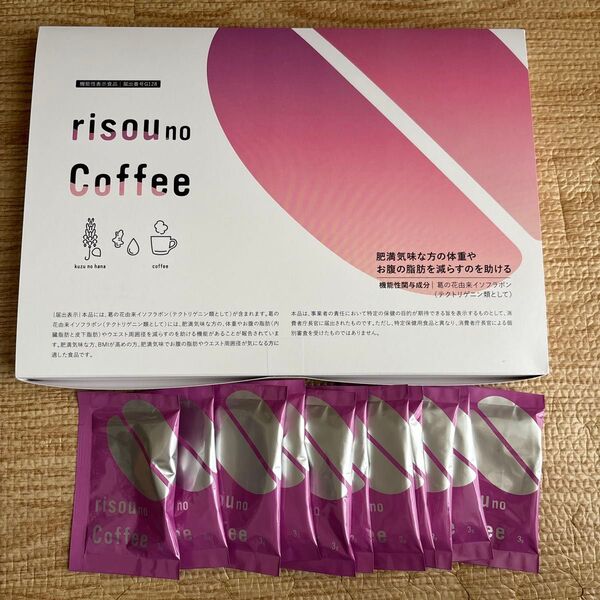 機能性表示食品｜届出番号G128
risou no
Coffee
kuzu no hana
coffee
肥満気味な方の体重や
お腹の脂肪を減らすのを助ける
機能性関与成分｜葛の花由来イソフラボン
（テクトリゲニン類として）
［届出表示］本品には、葛の花由来イソフラボン（テクトリゲニン類として）が含まれます。葛の
花由来イソフラボン（テクトリゲニン類として）には、肥満気味な方の、体重やお腹の脂肪（内
臓脂肪と皮下脂肪）やウエスト周囲径を減らすのを助ける機能があることが報告されていま
す。肥満気味な方、BMIが高めの方、肥満気味でお腹の脂肪やウエスト周囲径が気になる方に
適した食品です。
本品は、事業者の責任において特定の保健の目的が期待できる旨を表示するものとして、消
費者庁長官に届出されたものです。ただし、特定保健用食品と異なり、消費者庁長官による個
別審査を受けたものではありません。
risou no
Coffee
no
risou no
Coffee
3g
3g
3g
3g
3g
no
3g